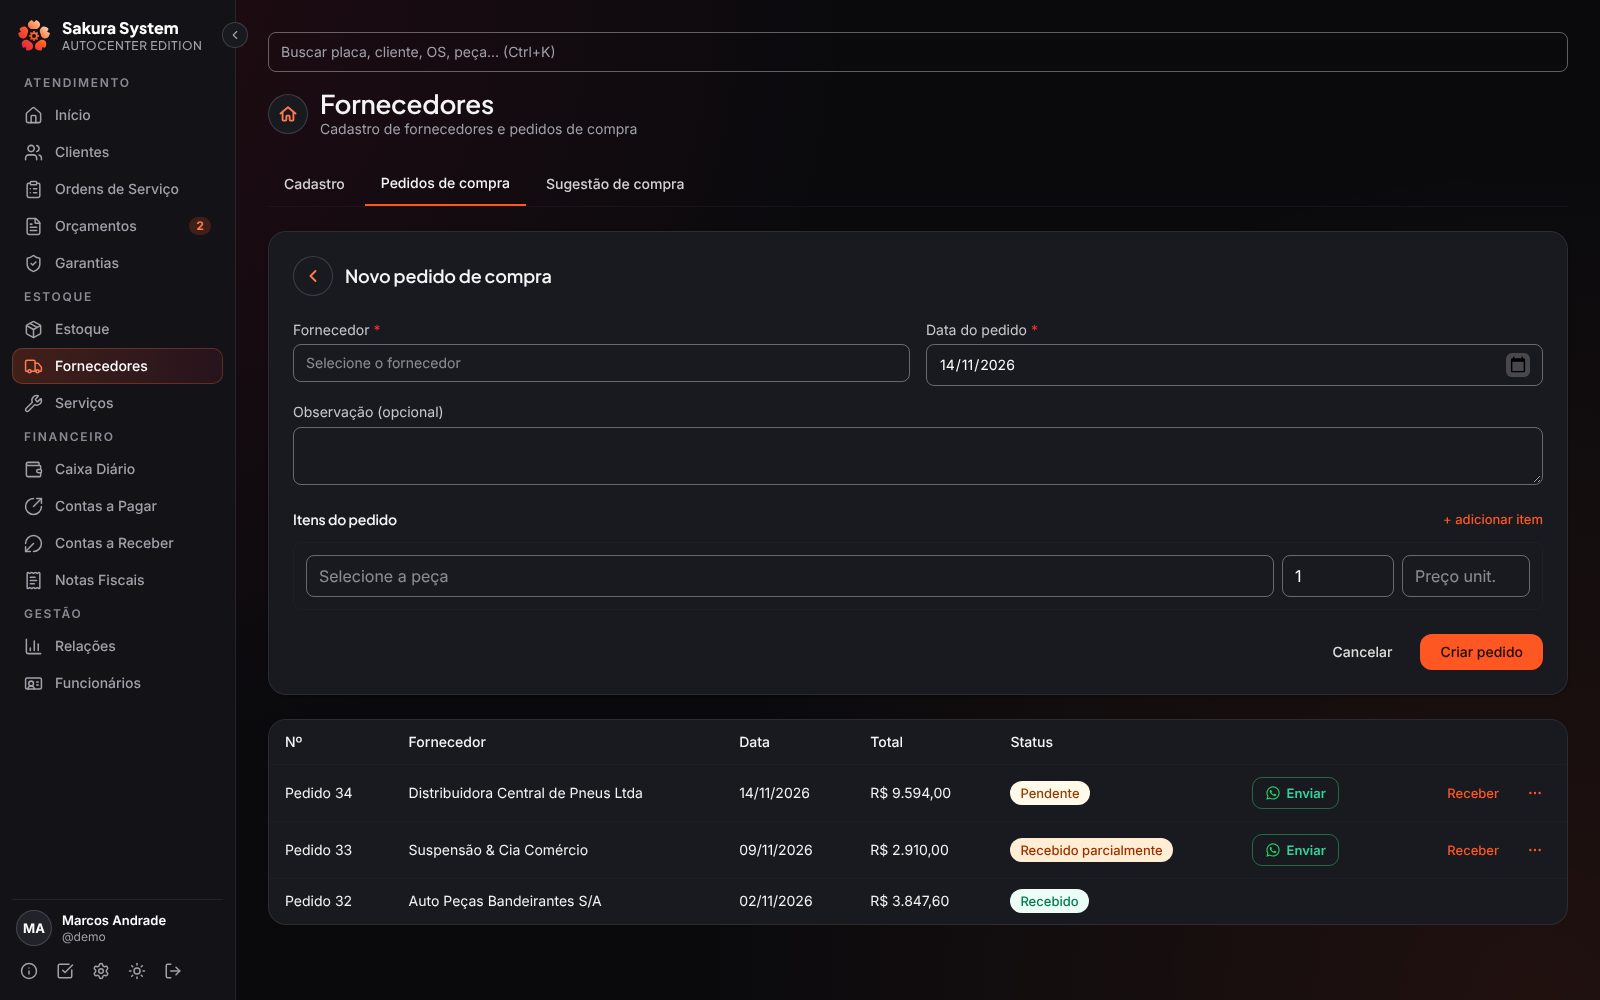 Sakura System
AUTOCENTER EDITION
ATENDIMENTO
Início
Clientes
Ordens de Serviço
Orçamentos 2
Garantias
ESTOQUE
Estoque
Fornecedores
Serviços
FINANCEIRO
Caixa Diário
Contas a Pagar
Contas a Receber
Notas Fiscais
GESTÃO
Relações
Funcionários
MA
Marcos Andrade
@demo
Buscar placa, cliente, OS, peça... (Ctrl+K)
Fornecedores
Cadastro de fornecedores e pedidos de compra
Cadastro Pedidos de compra Sugestão de compra
Novo pedido de compra
Fornecedor * Data do pedido *
Selecione o fornecedor 14/11/2026
Observação (opcional)
Itens do pedido + adicionar item
Selecione a peça 1 Preço unit.
Cancelar Criar pedido
Nº Fornecedor Data Total Status
Pedido 34 Distribuidora Central de Pneus Ltda 14/11/2026 R$ 9.594,00 Pendente Enviar Receber ...
Pedido 33 Suspensão & Cia Comércio 09/11/2026 R$ 2.910,00 Recebido parcialmente Enviar Receber ...
Pedido 32 Auto Peças Bandeirantes S/A 02/11/2026 R$ 3.847,60 Recebido